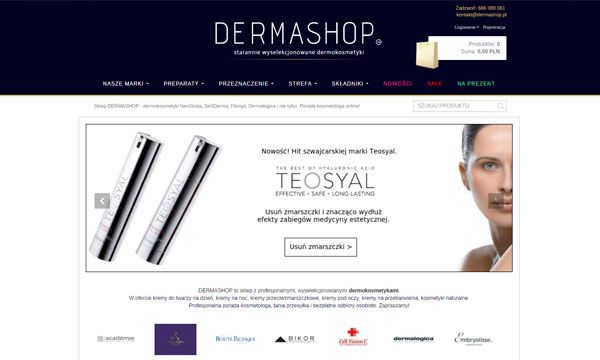 Zadzwoń: 666 088 061
kontakt@dermashop.pl
DERMASHOP
starannie wyselekcjonowane dermokosmetyki
Logowanie Rejestracja
Produktów: 0
Suma: 0.00 PLN
NASZE MARKI PREPARATY PRZEZNACZENIE STREFA SKŁADNIKI NOWOŚCI SALE NA PREZENT
Sklep DERMASHOP - dermokosmetyki NeoStrata, SeSDerma, Filorga, Dermalogica i nie tylko. Porada kosmetologa online!
SZUKAJ PRODUKTU
Nowość! Hit szwajcarskiej marki Teosyal.
THE BEST OF HYALURONIC ACID
TEOSYAL
EFFECTIVE • SAFE • LONG-LASTING
Usuń zmarszczki i znacząco wydłuż
efekty zabiegów medycyny estetycznej.
Usuń zmarszczki >
TEOSYAL
DERMASHOP to sklep z profesjonalnymi, wyselekcjonowanymi dermokosmetykami.
W ofercie kremy do twarzy na dzień, kremy na noc, kremy przeciwzmarszczkowe, kremy pod oczy, kremy na przebarwienia, kosmetyki naturalne.
Profesjonalna porada kosmetologa, tania przesyłka i bezpłatne odbiory osobiste. Zapraszamy!
académie
BIKOR
Cell Fusion C
dermalogica
Embryolisse.